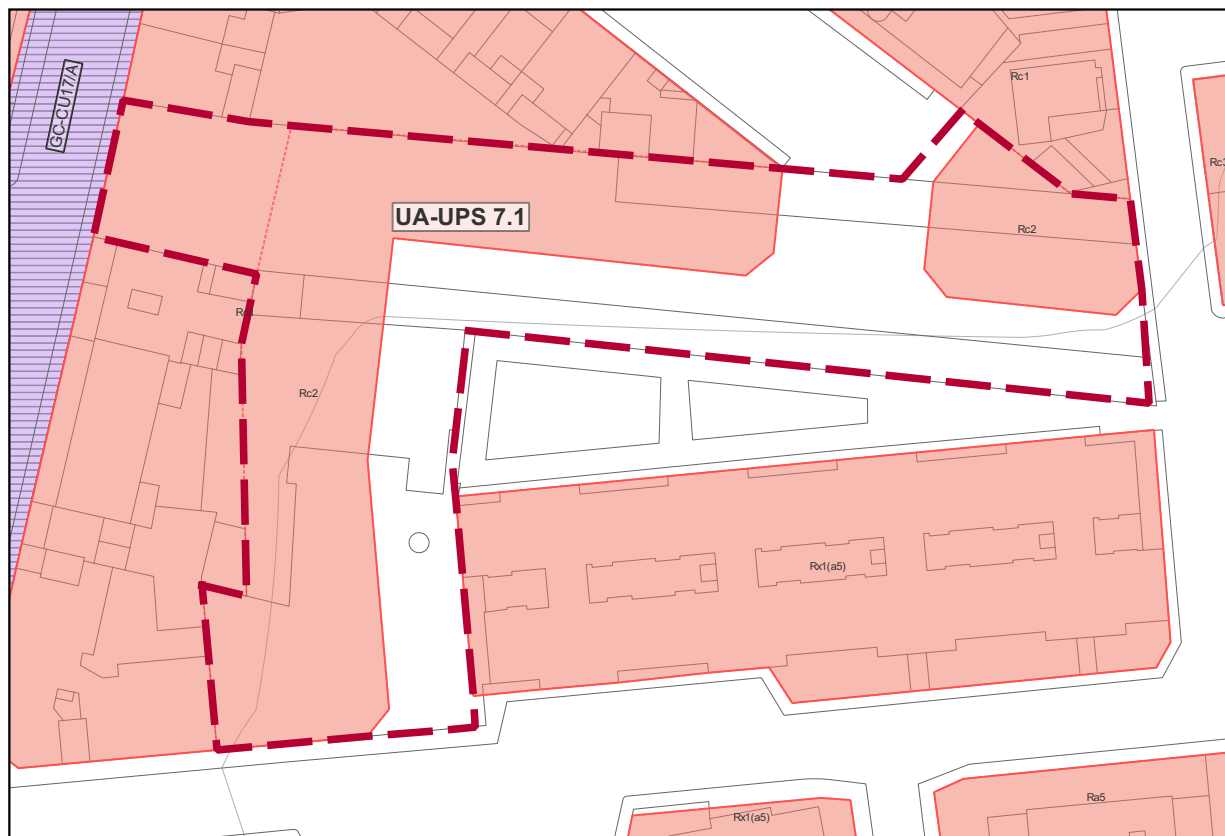 GC-CU17/A
Rc1
Rc3
UA-UPS 7.1
Rc2
Rc2
Rx1(a5)
Ra5
Rx1(a5)